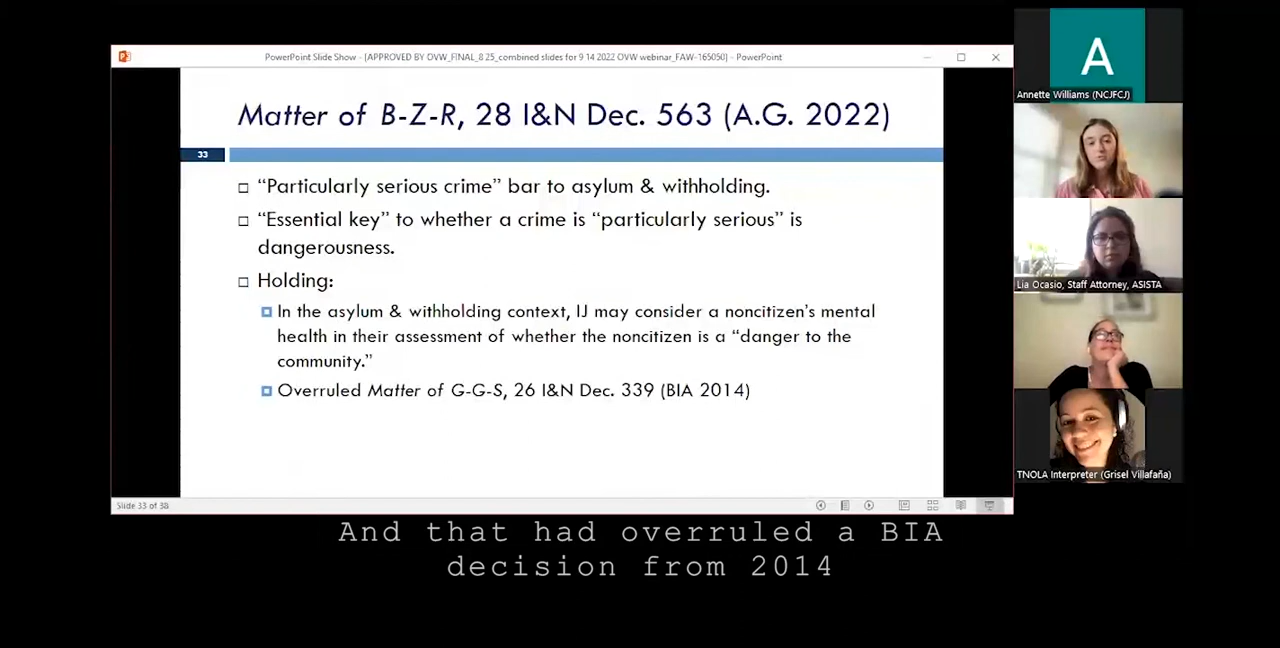 PowerPoint Slide Show - [APPROVED BY OVW_FINAL_8 25_combined slides for 9 14 2022 OVW webinar_FAW-165050] - PowerPoint
Matter of B-Z-R, 28 I&N Dec. 563 (A.G. 2022)
33
“Particularly serious crime” bar to asylum & withholding.
“Essential key” to whether a crime is “particularly serious” is
dangerousness.
Holding:
In the asylum & withholding context, IJ may consider a noncitizen’s mental
health in their assessment of whether the noncitizen is a “danger to the
community.”
Overruled Matter of G-G-S, 26 I&N Dec. 339 (BIA 2014)
Slide 33 of 38
A
Annette Williams (NCJFCJ)
Lia Ocasio, Staff Attorney, ASISTA
TNOLA Interpreter (Grisel Villafaña)
And that had overruled a BIA
decision from 2014